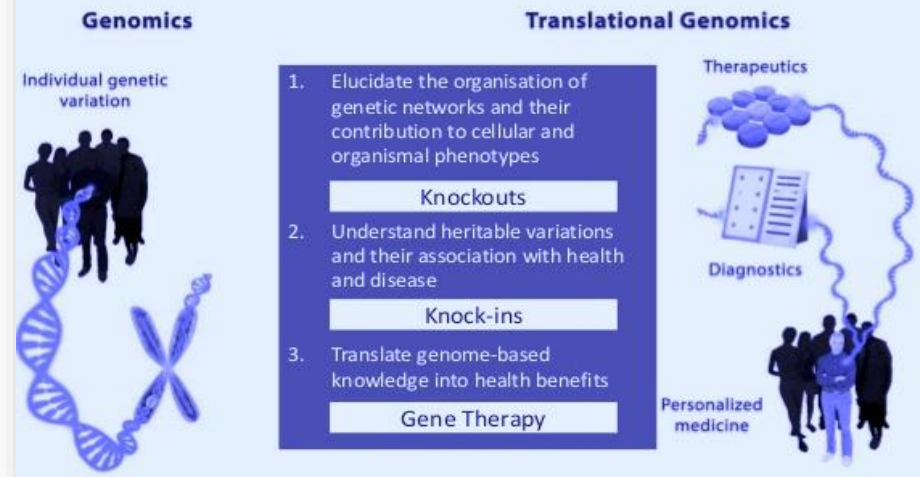 Genomics
Translational Genomics
Individual genetic
variation
1. Elucidate the organisation of
genetic networks and their
contribution to cellular and
organismal phenotypes
Knockouts
2. Understand heritable variations
and their association with health
and disease
Knock-ins
3. Translate genome-based
knowledge into health benefits
Gene Therapy
Therapeutics
Diagnostics
Personalized
medicine